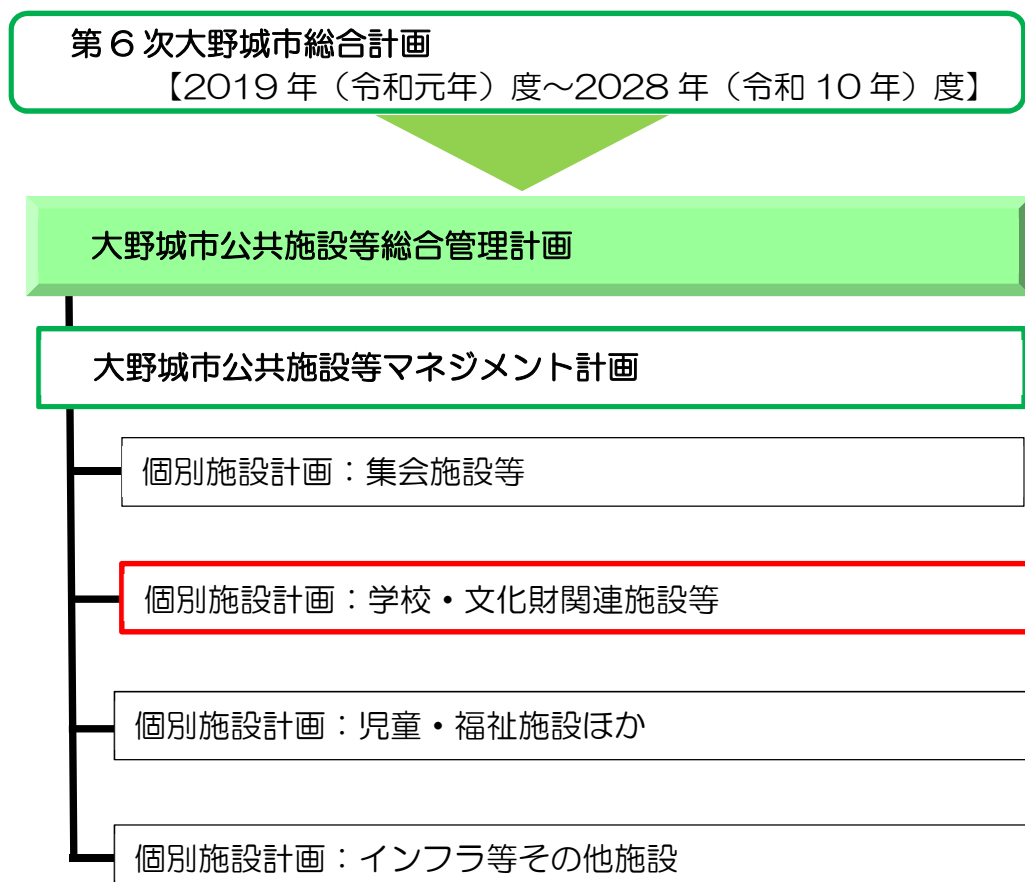 第６次大野城市総合計画
【2019 年（令和元年）度～2028 年（令和 10 年）度】
大野城市公共施設等総合管理計画
大野城市公共施設等マネジメント計画
個別施設計画：集会施設等
個別施設計画：学校・文化財関連施設等
個別施設計画：児童・福祉施設ほか
個別施設計画：インフラ等その他施設